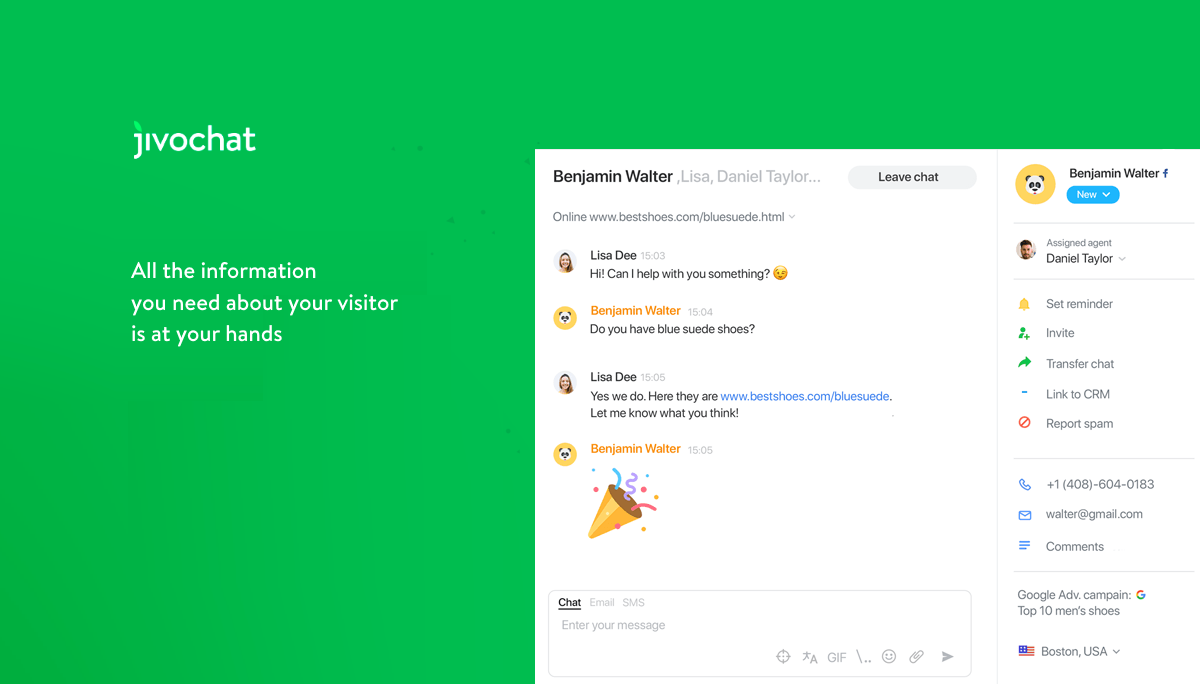 jivochat
All the information
you need about your visitor
is at your hands
Benjamin Walter ,Lisa, Daniel Taylor...
Leave chat
Online www.bestshoes.com/bluesuede.html
Lisa Dee 15:03
Hi! Can I help with you something? 😉
Benjamin Walter 15:04
Do you have blue suede shoes?
Lisa Dee 15:05
Yes we do. Here they are www.bestshoes.com/bluesuede.
Let me know what you think!
Benjamin Walter 15:05
Chat Email SMS
Enter your message
GIF \..
Benjamin Walter f
New
Assigned agent
Daniel Taylor
Set reminder
Invite
Transfer chat
Link to CRM
Report spam
+1 (408)-604-0183
walter@gmail.com
Comments
Google Adv. campain: G
Top 10 men's shoes
Boston, USA